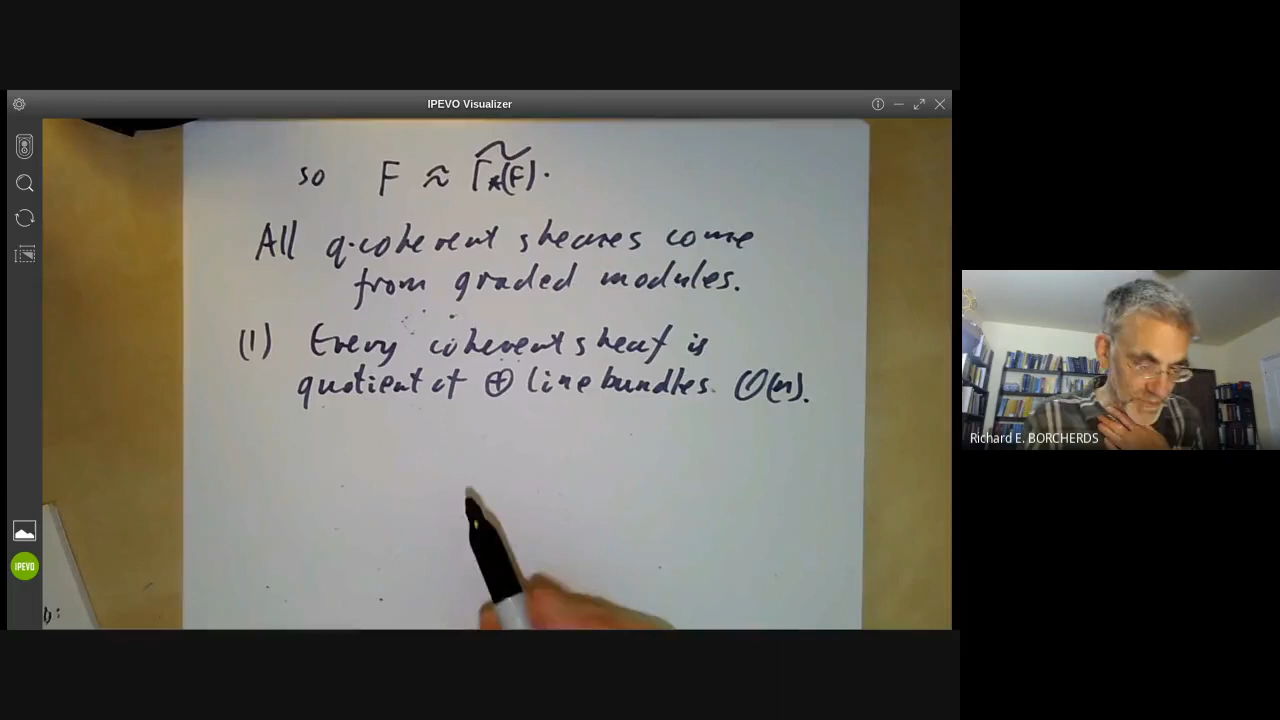 IPEVO Visualizer
so F ≈ Γ̃*(F).
All q.coherent sheaves come
from graded modules.
(1) Every coherent sheaf is
quotient of ⊕ line bundles. O(n).
Richard E. BORCHERDS
IPEVO